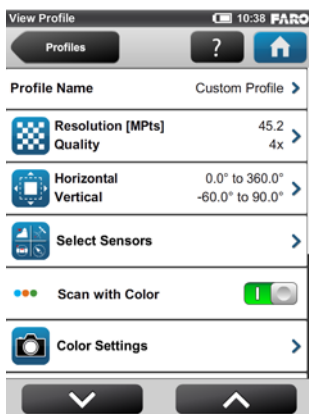 View Profile 10:38 FARO
Profiles ?
Profile Name Custom Profile
Resolution [MPts] 45.2
Quality 4x
Horizontal 0.0° to 360.0°
Vertical -60.0° to 90.0°
Select Sensors
Scan with Color
Color Settings